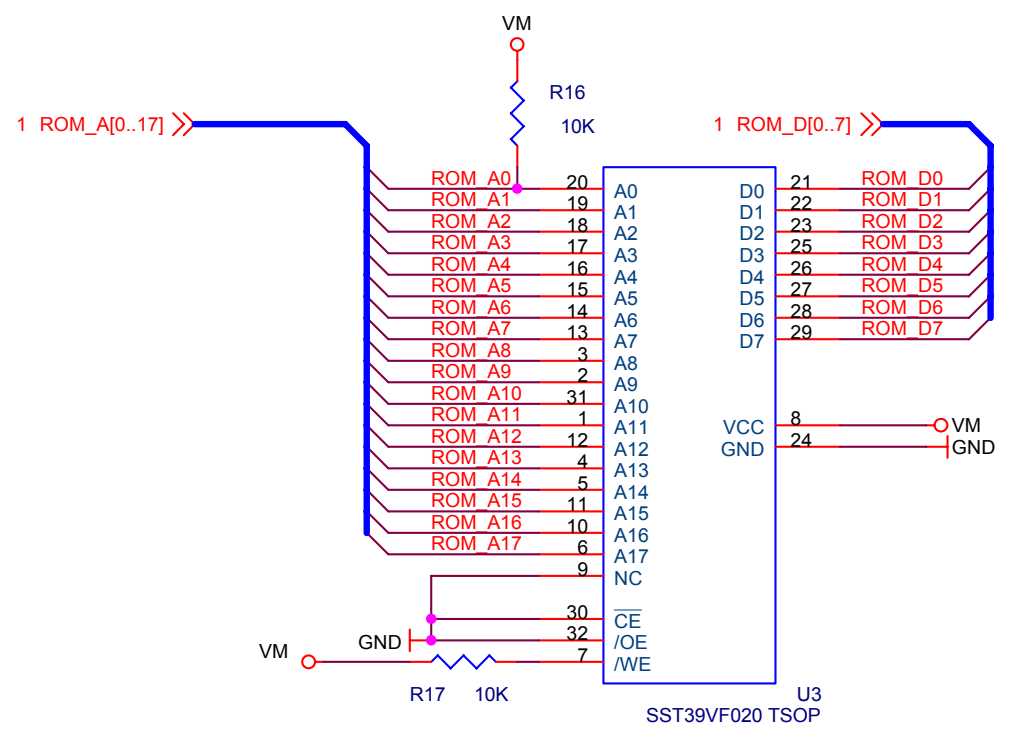 VM
R16
10K
1 ROM_A[0..17]
1 ROM_D[0..7]
ROM_A0 20 A0 D0 21 ROM_D0
ROM_A1 19 A1 D1 22 ROM_D1
ROM_A2 18 A2 D2 23 ROM_D2
ROM_A3 17 A3 D3 25 ROM_D3
ROM_A4 16 A4 D4 26 ROM_D4
ROM_A5 15 A5 D5 27 ROM_D5
ROM_A6 14 A6 D6 28 ROM_D6
ROM_A7 13 A7 D7 29 ROM_D7
ROM_A8 3 A8
ROM_A9 2 A9
ROM_A10 31 A10
ROM_A11 1 A11 VCC 8 VM
ROM_A12 12 A12 GND 24 GND
ROM_A13 4 A13
ROM_A14 5 A14
ROM_A15 11 A15
ROM_A16 10 A16
ROM_A17 6 A17
9 NC
30 CE
GND 32 /OE
VM 7 /WE
R17 10K
U3
SST39VF020 TSOP